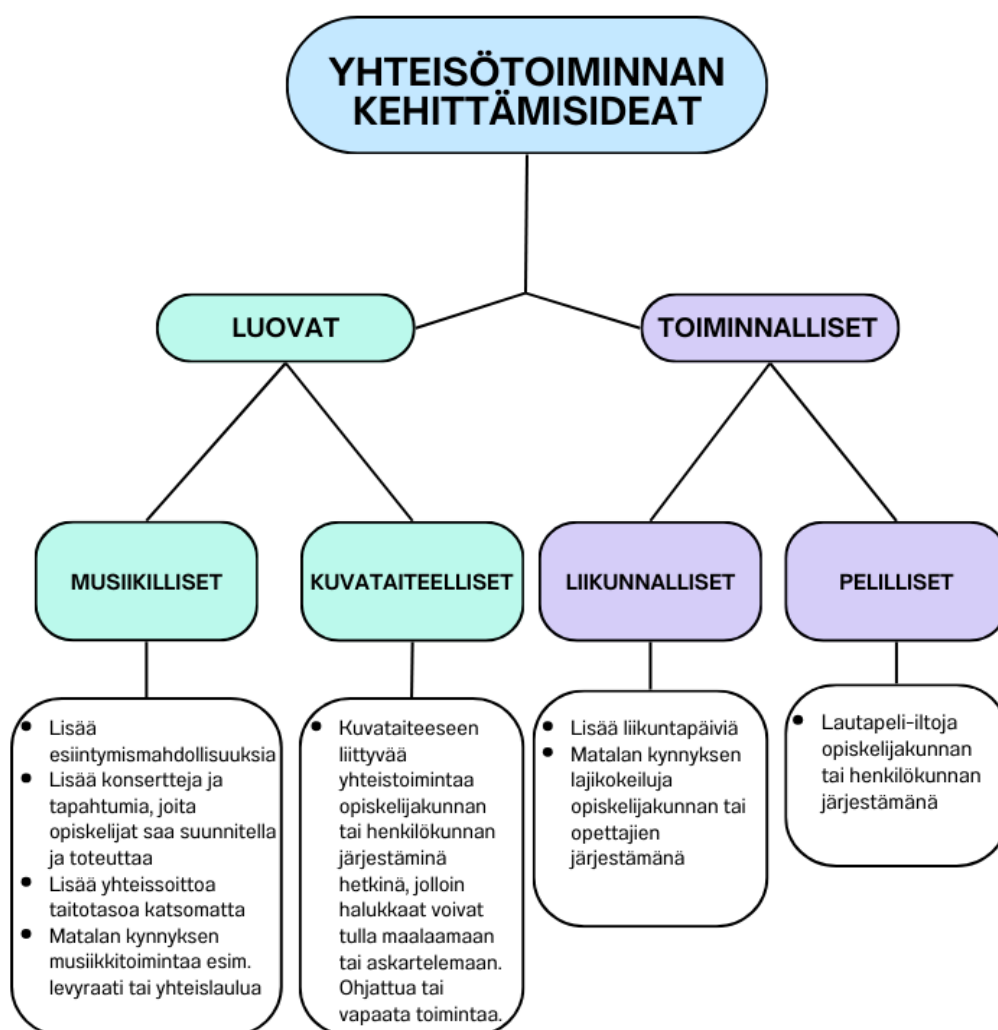 YHTEISÖTOIMINNAN
KEHITTÄMISIDEAT
LUOVAT
TOIMINNALLISET
MUSIIKILLISET
KUVATAITEELLISET
LIIKUNNALLISET
PELILLISET
• Lisää
esiintymismahdollisuuksia
• Lisää konsertteja ja
tapahtumia, joita
opiskelijat saa suunnitella
ja toteuttaa
• Lisää yhteissoittoa
taitotasoa katsomatta
• Matalan kynnyksen
musiikkitoimintaa esim.
levyraati tai yhteislaulua
• Kuvataiteeseen
liittyvää
yhteistoimintaa
opiskelijakunnan
tai henkilökunnan
järjestäminä
hetkinä, jolloin
halukkaat voivat
tulla maalaamaan
tai askartelemaan.
Ohjattua tai
vapaata toimintaa.
• Lisää liikuntapäiviä
• Matalan kynnyksen
lajikokeiluja
opiskelijakunnan tai
opettajien
järjestämänä
• Lautapeli-iltoja
opiskelijakunnan
tai henkilökunnan
järjestämänä